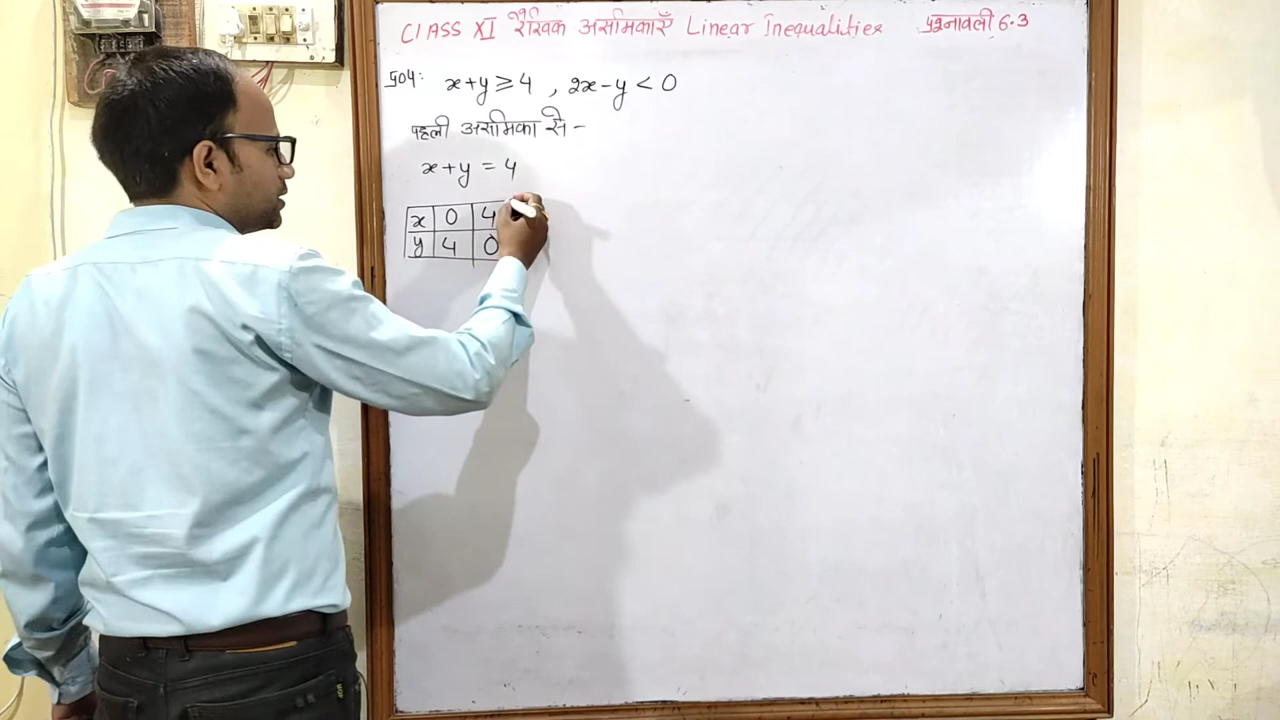 CLASS XI रैखिक असमिकाएँ Linear Inequalities प्रश्नावली 6.3
प्र04: x+y ≥ 4 , 2x-y < 0
पहली असमिका से -
x+y = 4
x 0 4
y 4 0